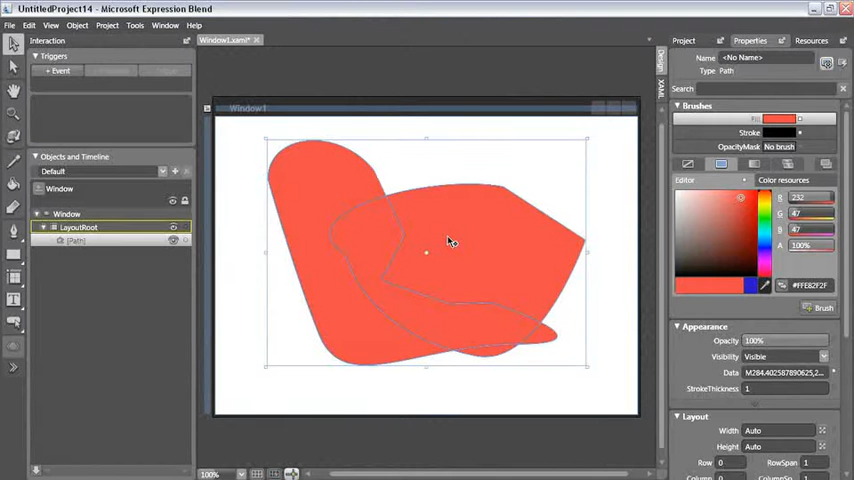 UntitledProject14 - Microsoft Expression Blend
File Edit View Object Project Tools Window Help
Interaction
Triggers
+ Event
Objects and Timeline
Default
Window
Window
LayoutRoot
[Path]
Window1.xaml*
Window1
100%
Design
XAML
Project Properties Resources
Name <No Name>
Type Path
Search
Brushes
Fill
Stroke
OpacityMask No brush
Editor Color resources
R 232
G 47
B 47
A 100%
#FFE82F2F
Brush
Appearance
Opacity 100%
Visibility Visible
Data M284.402587890625,2...
StrokeThickness 1
Layout
Width Auto
Height Auto
Row 0 RowSpan 1